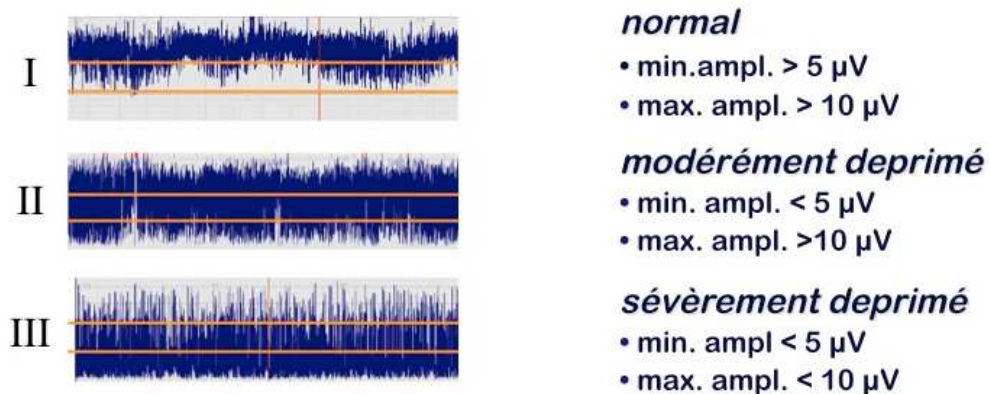 I
normal
• min.ampl. > 5 µV
• max. ampl. > 10 µV
II
modérément deprimé
• min. ampl. < 5 µV
• max. ampl. >10 µV
III
sévèrement deprimé
• min. ampl < 5 µV
• max. ampl. < 10 µV